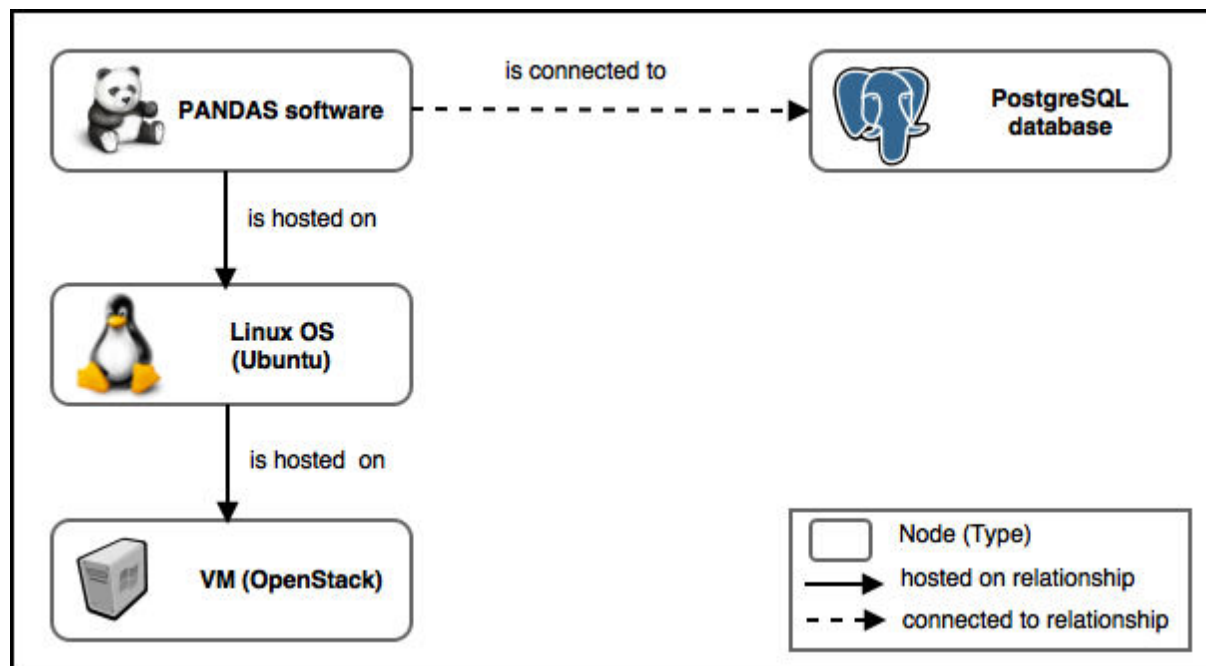 PANDAS software
is connected to
PostgreSQL
database
is hosted on
Linux OS
(Ubuntu)
is hosted on
VM (OpenStack)
Node (Type)
hosted on relationship
connected to relationship